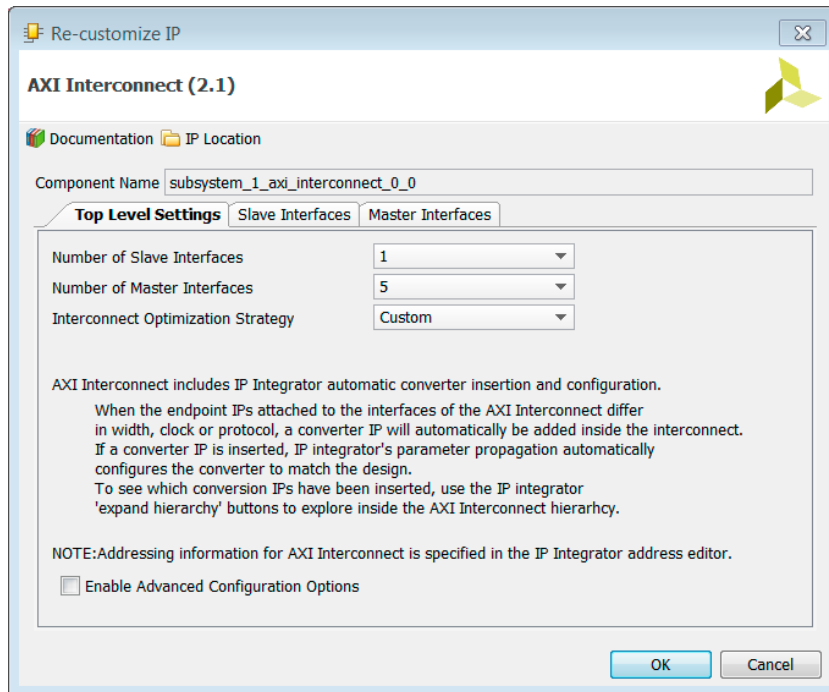 Re-customize IP
AXI Interconnect (2.1)
Documentation IP Location
Component Name subsystem_1_axi_interconnect_0_0
Top Level Settings Slave Interfaces Master Interfaces
Number of Slave Interfaces 1
Number of Master Interfaces 5
Interconnect Optimization Strategy Custom
AXI Interconnect includes IP Integrator automatic converter insertion and configuration.
When the endpoint IPs attached to the interfaces of the AXI Interconnect differ
in width, clock or protocol, a converter IP will automatically be added inside the interconnect.
If a converter IP is inserted, IP integrator's parameter propagation automatically
configures the converter to match the design.
To see which conversion IPs have been inserted, use the IP integrator
'expand hierarchy' buttons to explore inside the AXI Interconnect hierarhcy.
NOTE:Addressing information for AXI Interconnect is specified in the IP Integrator address editor.
Enable Advanced Configuration Options
OK Cancel